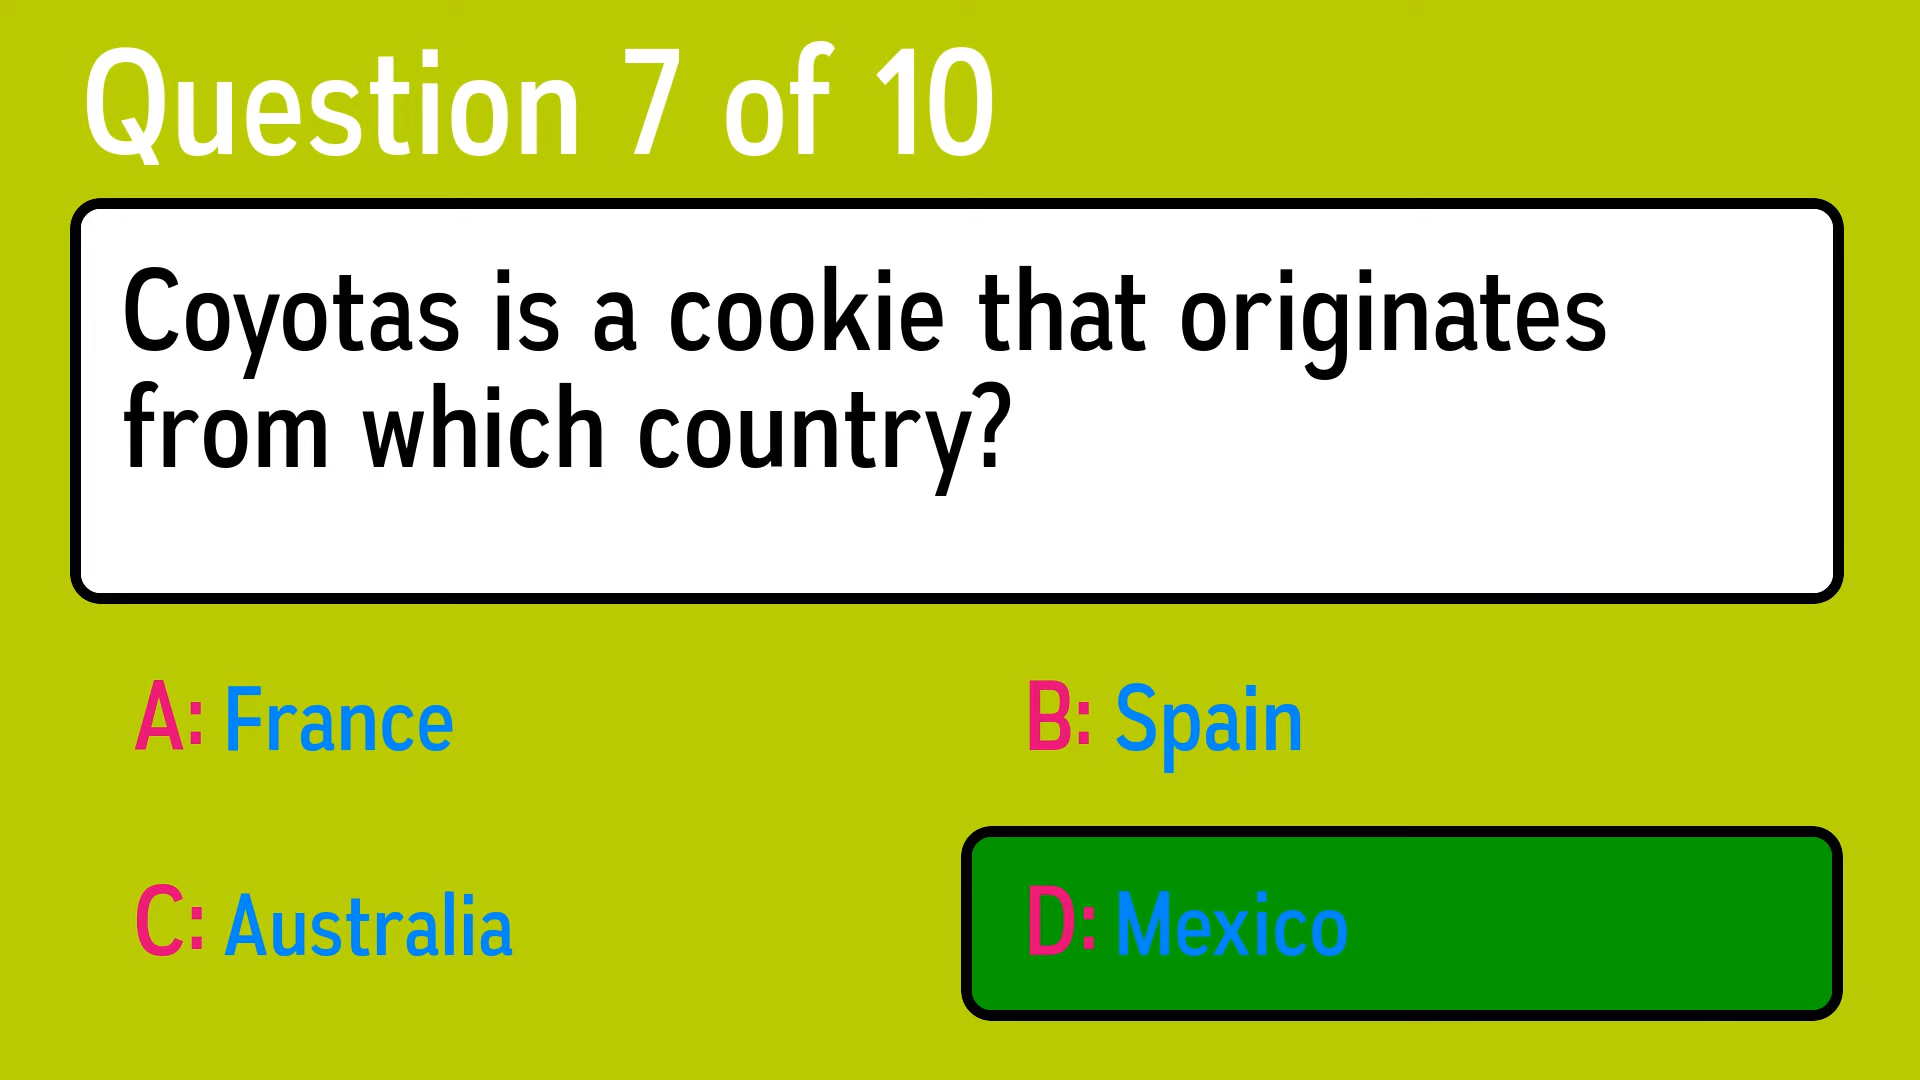 Question 7 of 10
Coyotas is a cookie that originates
from which country?
A: France
B: Spain
C: Australia
D: Mexico